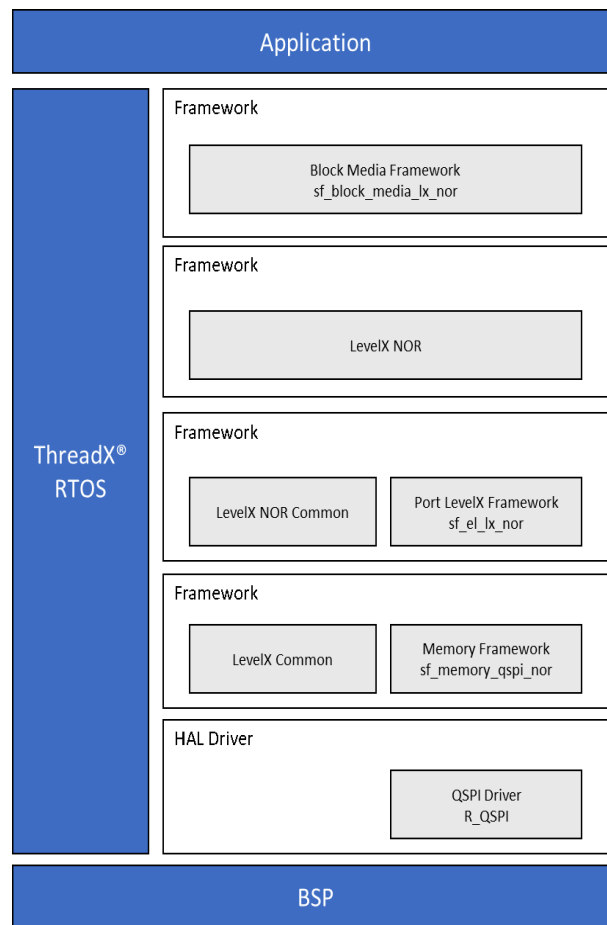 Application
ThreadX®
RTOS
Framework
Block Media Framework
sf_block_media_lx_nor
Framework
LevelX NOR
Framework
LevelX NOR Common
Port LevelX Framework
sf_el_lx_nor
Framework
LevelX Common
Memory Framework
sf_memory_qspi_nor
HAL Driver
QSPI Driver
R_QSPI
BSP